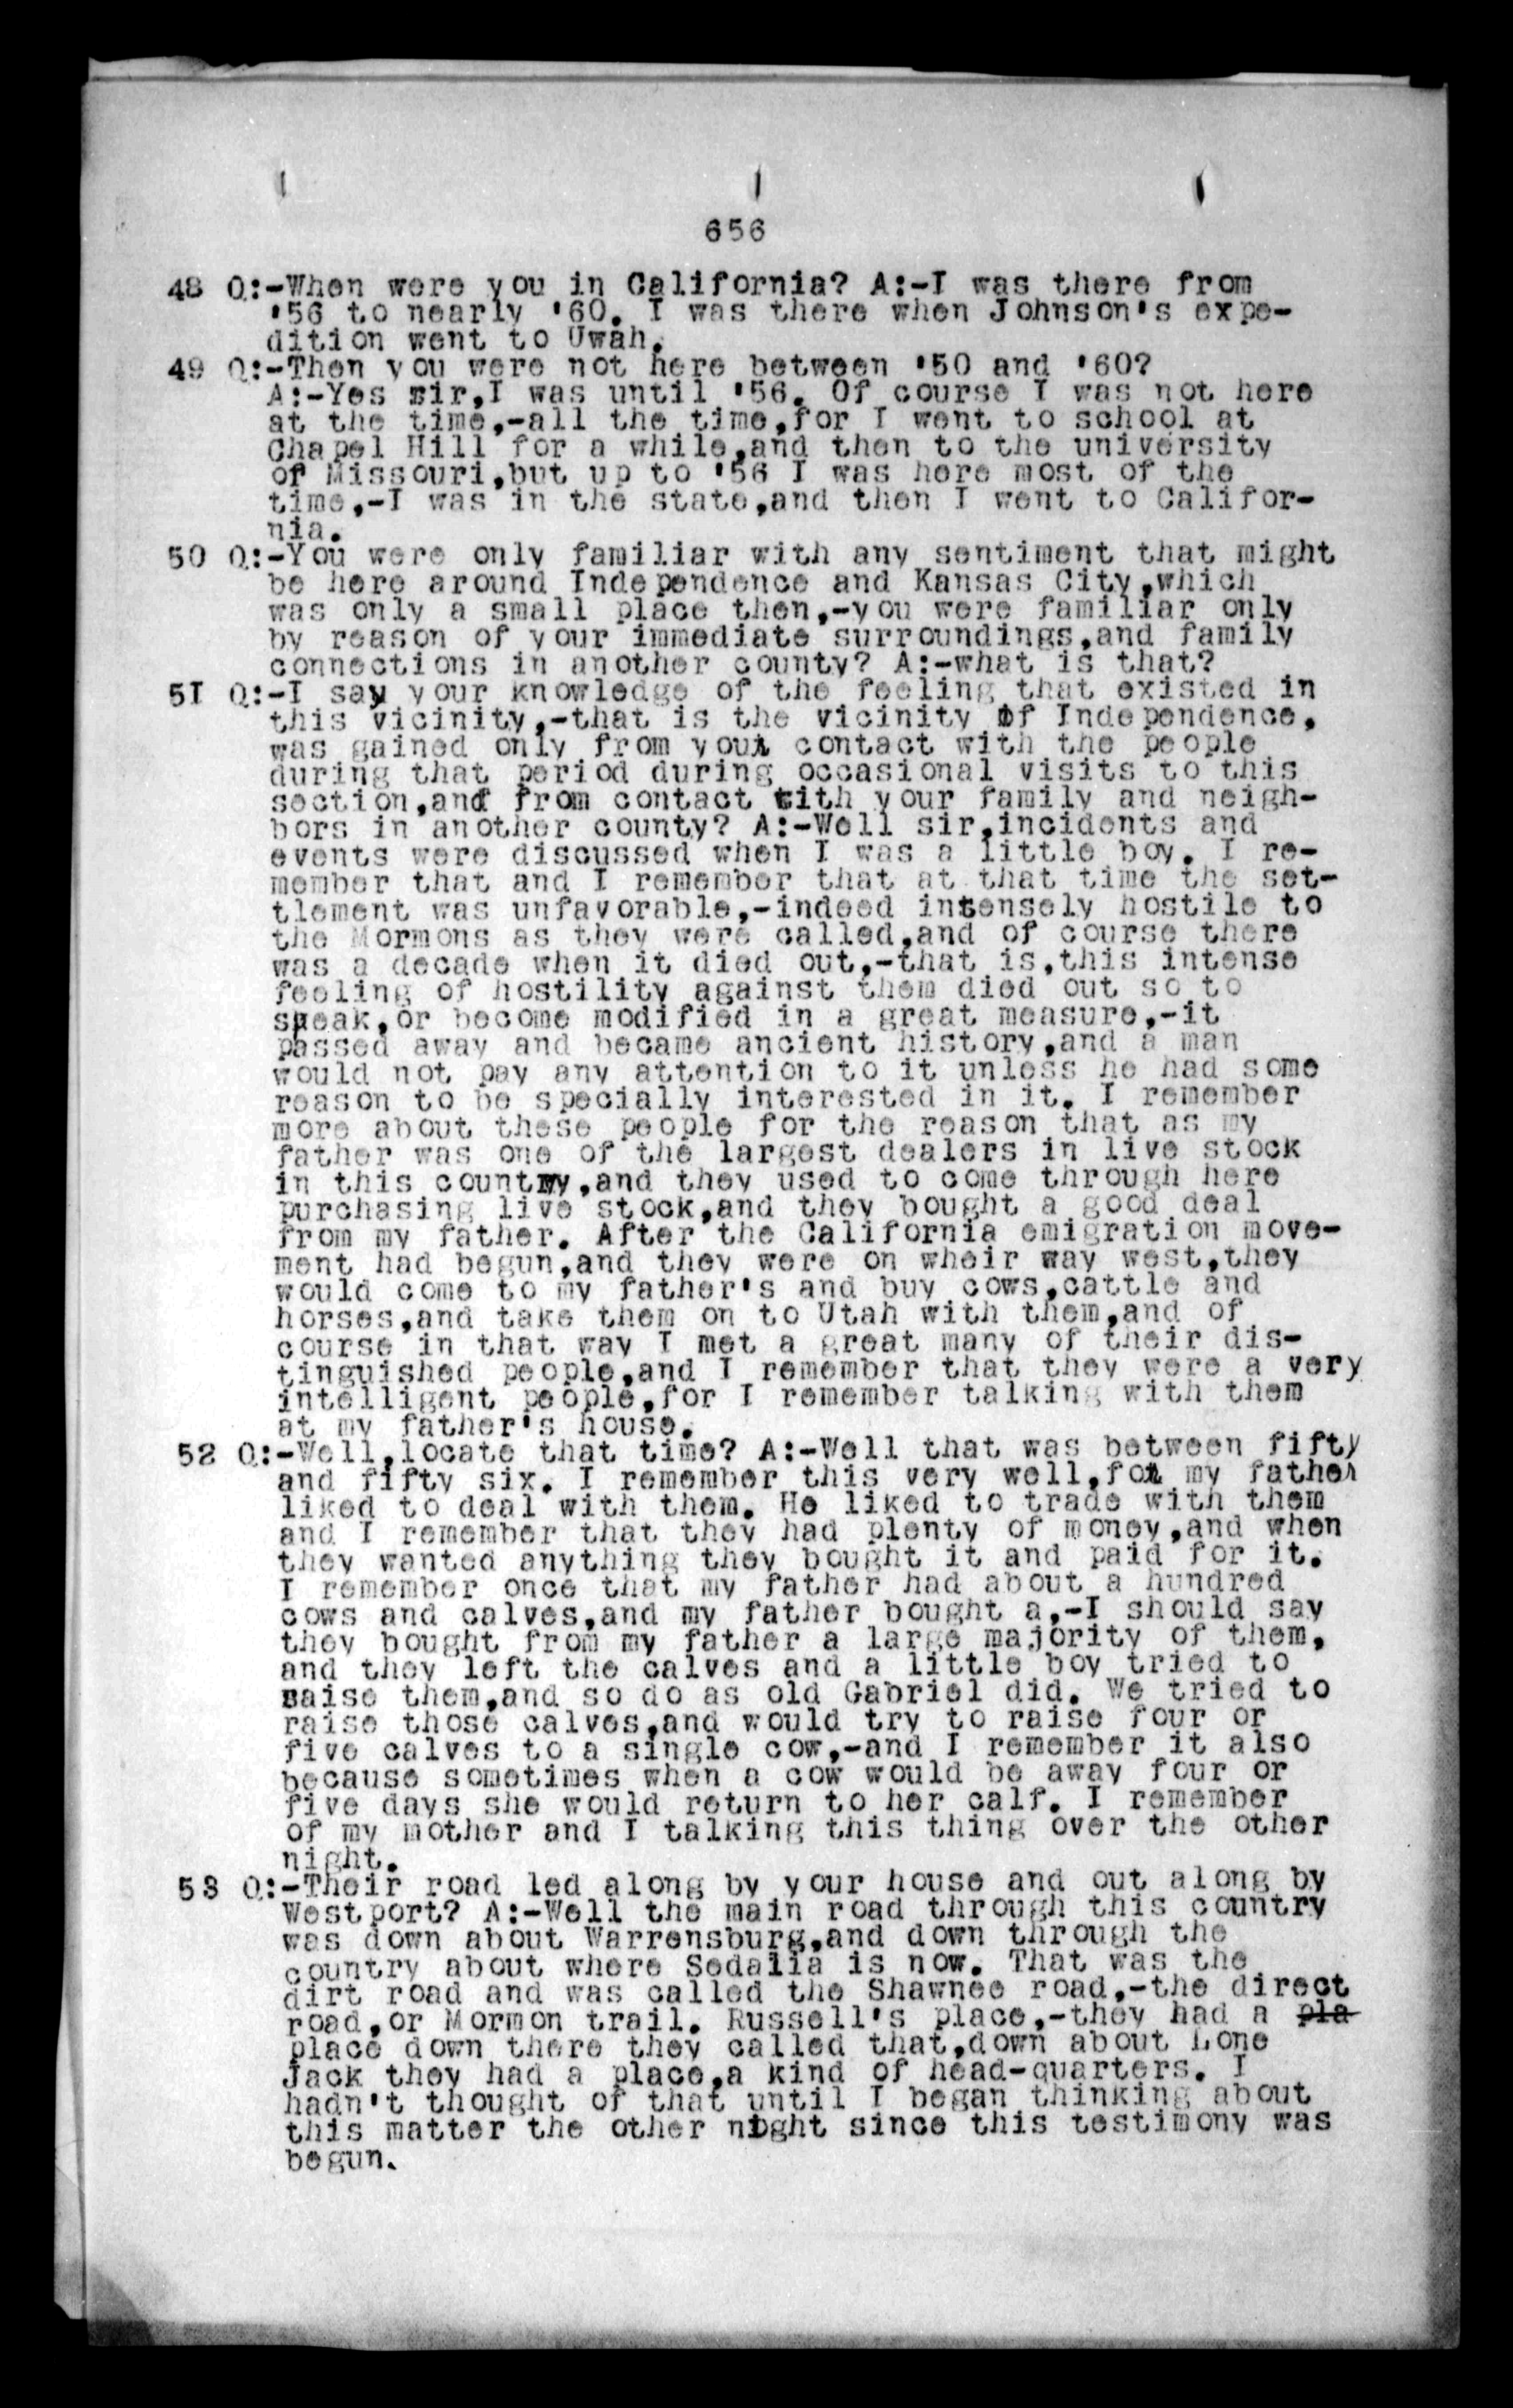 656
48 Q:-When were you in California? A:-I was there from
'56 to nearly '60. I was there when Johnson's expe-
dition went to Uwah.
49 Q:-Then you were not here between '50 and '60?
A:-Yes sir,I was until '56. Of course I was not here
at the time,-all the time,for I went to school at
Chapel Hill for a while,and then to the university
of Missouri,but up to '56 I was here most of the
time,-I was in the state,and then I went to Califor-
nia.
50 Q:-You were only familiar with any sentiment that might
be here around Independence and Kansas City,which
was only a small place then,-you were familiar only
by reason of your immediate surroundings,and family
connections in another county? A:-what is that?
51 Q:-I say your knowledge of the feeling that existed in
this vicinity,-that is the vicinity of Independence,
was gained only from your contact with the people
during that period during occasional visits to this
section,and from contact with your family and neigh-
bors in another county? A:-Well sir,incidents and
events were discussed when I was a little boy. I re-
member that and I remember that at that time the set-
tlement was unfavorable,-indeed intensely hostile to
the Mormons as they were called,and of course there
was a decade when it died out,-that is,this intense
feeling of hostility against them died out so to
speak,or become modified in a great measure,-it
passed away and became ancient history,and a man
would not pay any attention to it unless he had some
reason to be specially interested in it. I remember
more about these people for the reason that as my
father was one of the largest dealers in live stock
in this country,and they used to come through here
purchasing live stock,and they bought a good deal
from my father. After the California emigration move-
ment had begun,and they were on wheir way west,they
would come to my father's and buy cows,cattle and
horses,and take them on to Utah with them,and of
course in that way I met a great many of their dis-
tinguished people,and I remember that they were a very
intelligent people,for I remember talking with them
at my father's house.
52 Q:-Well,locate that time? A:-Well that was between fifty
and fifty six. I remember this very well,for my father
liked to deal with them. He liked to trade with them
and I remember that they had plenty of money,and when
they wanted anything they bought it and paid for it.
I remember once that my father had about a hundred
cows and calves,and my father bought a,-I should say
they bought from my father a large majority of them,
and they left the calves and a little boy tried to
raise them,and so do as old Gabriel did. We tried to
raise those calves,and would try to raise four or
five calves to a single cow,-and I remember it also
because sometimes when a cow would be away four or
five days she would return to her calf. I remember
of my mother and I talking this thing over the other
night.
53 Q:-Their road led along by your house and out along by
Westport? A:-Well the main road through this country
was down about Warrensburg,and down through the
country about where Sedalia is now. That was the
dirt road and was called the Shawnee road,-the direct
road,or Mormon trail. Russell's place,-they had a pla
place down there they called that,down about Lone
Jack they had a place,a kind of head-quarters. I
hadn't thought of that until I began thinking about
this matter the other night since this testimony was
begun.